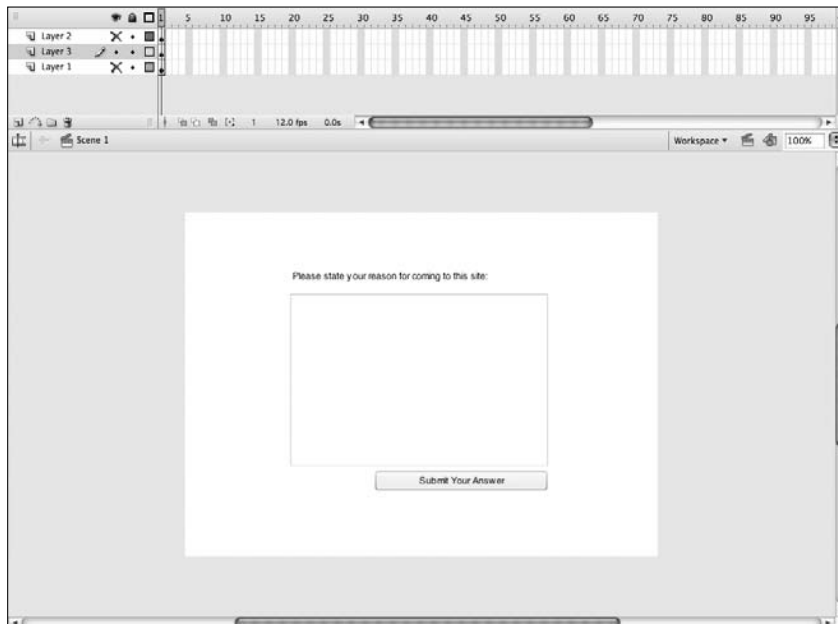 1 5 10 15 20 25 30 35 40 45 50 55 60 65 70 75 80 85 90 95
Layer 2
Layer 3
Layer 1
1 12.0 fps 0.0s
Scene 1 Workspace 100%
Please state your reason for coming to this site:
Submit Your Answer